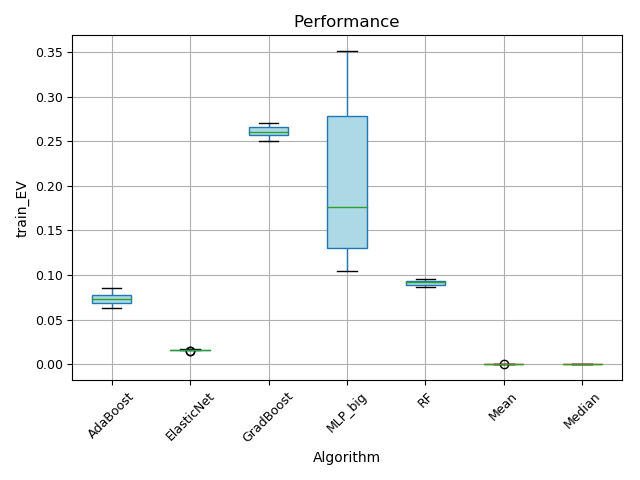 Performance
train_EV
0.35
0.30
0.25
0.20
0.15
0.10
0.05
0.00
AdaBoost
ElasticNet
GradBoost
MLP_big
RF
Mean
Median
Algorithm